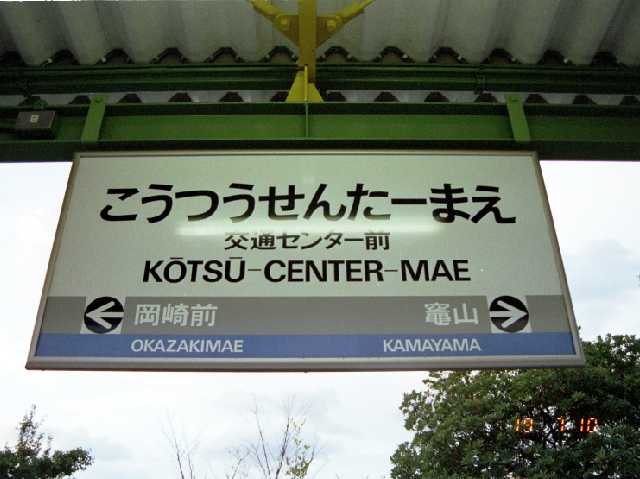 こうつうせんたーまえ
交通センター前
KŌTSŪ-CENTER-MAE
岡崎前 竈山
OKAZAKIMAE KAMAYAMA